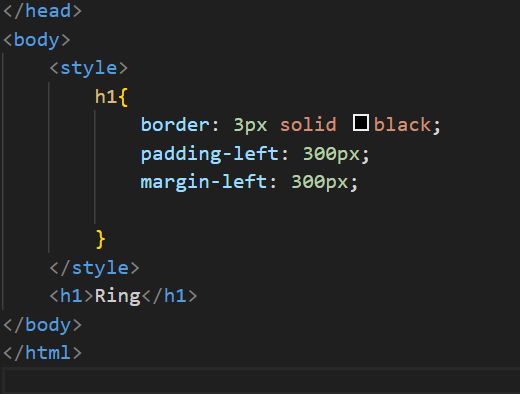 </head>
<body>
    <style>
        h1{
            border: 3px solid black;
            padding-left: 300px;
            margin-left: 300px;

        }
    </style>
    <h1>Ring</h1>
</body>
</html>